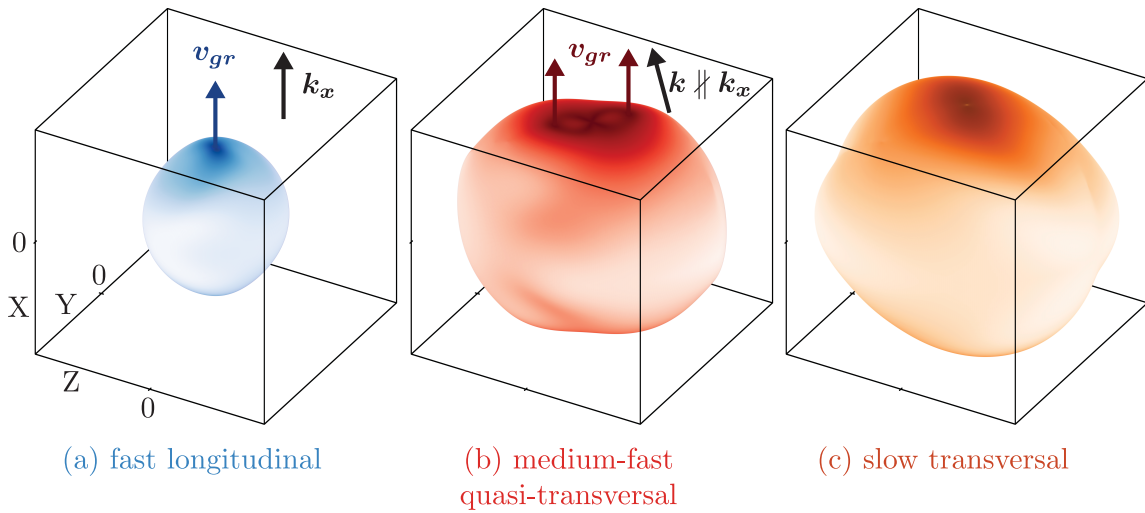 v_gr
k_x
v_gr
k ∦ k_x
0
0
X
Y
Z
0
(a) fast longitudinal
(b) medium-fast
quasi-transversal
(c) slow transversal